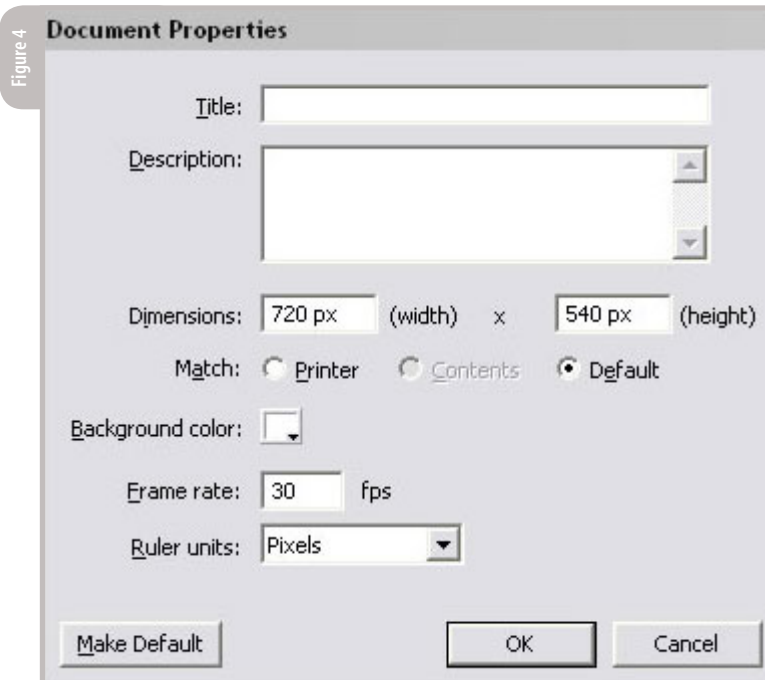 Figure 4
Document Properties
Title:
Description:
Dimensions: 720 px (width) x 540 px (height)
Match: Printer Contents Default
Background color:
Frame rate: 30 fps
Ruler units: Pixels
Make Default OK Cancel